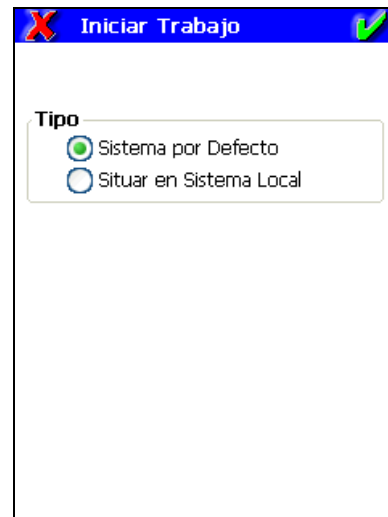 Iniciar Trabajo
Tipo
Sistema por Defecto
Situar en Sistema Local